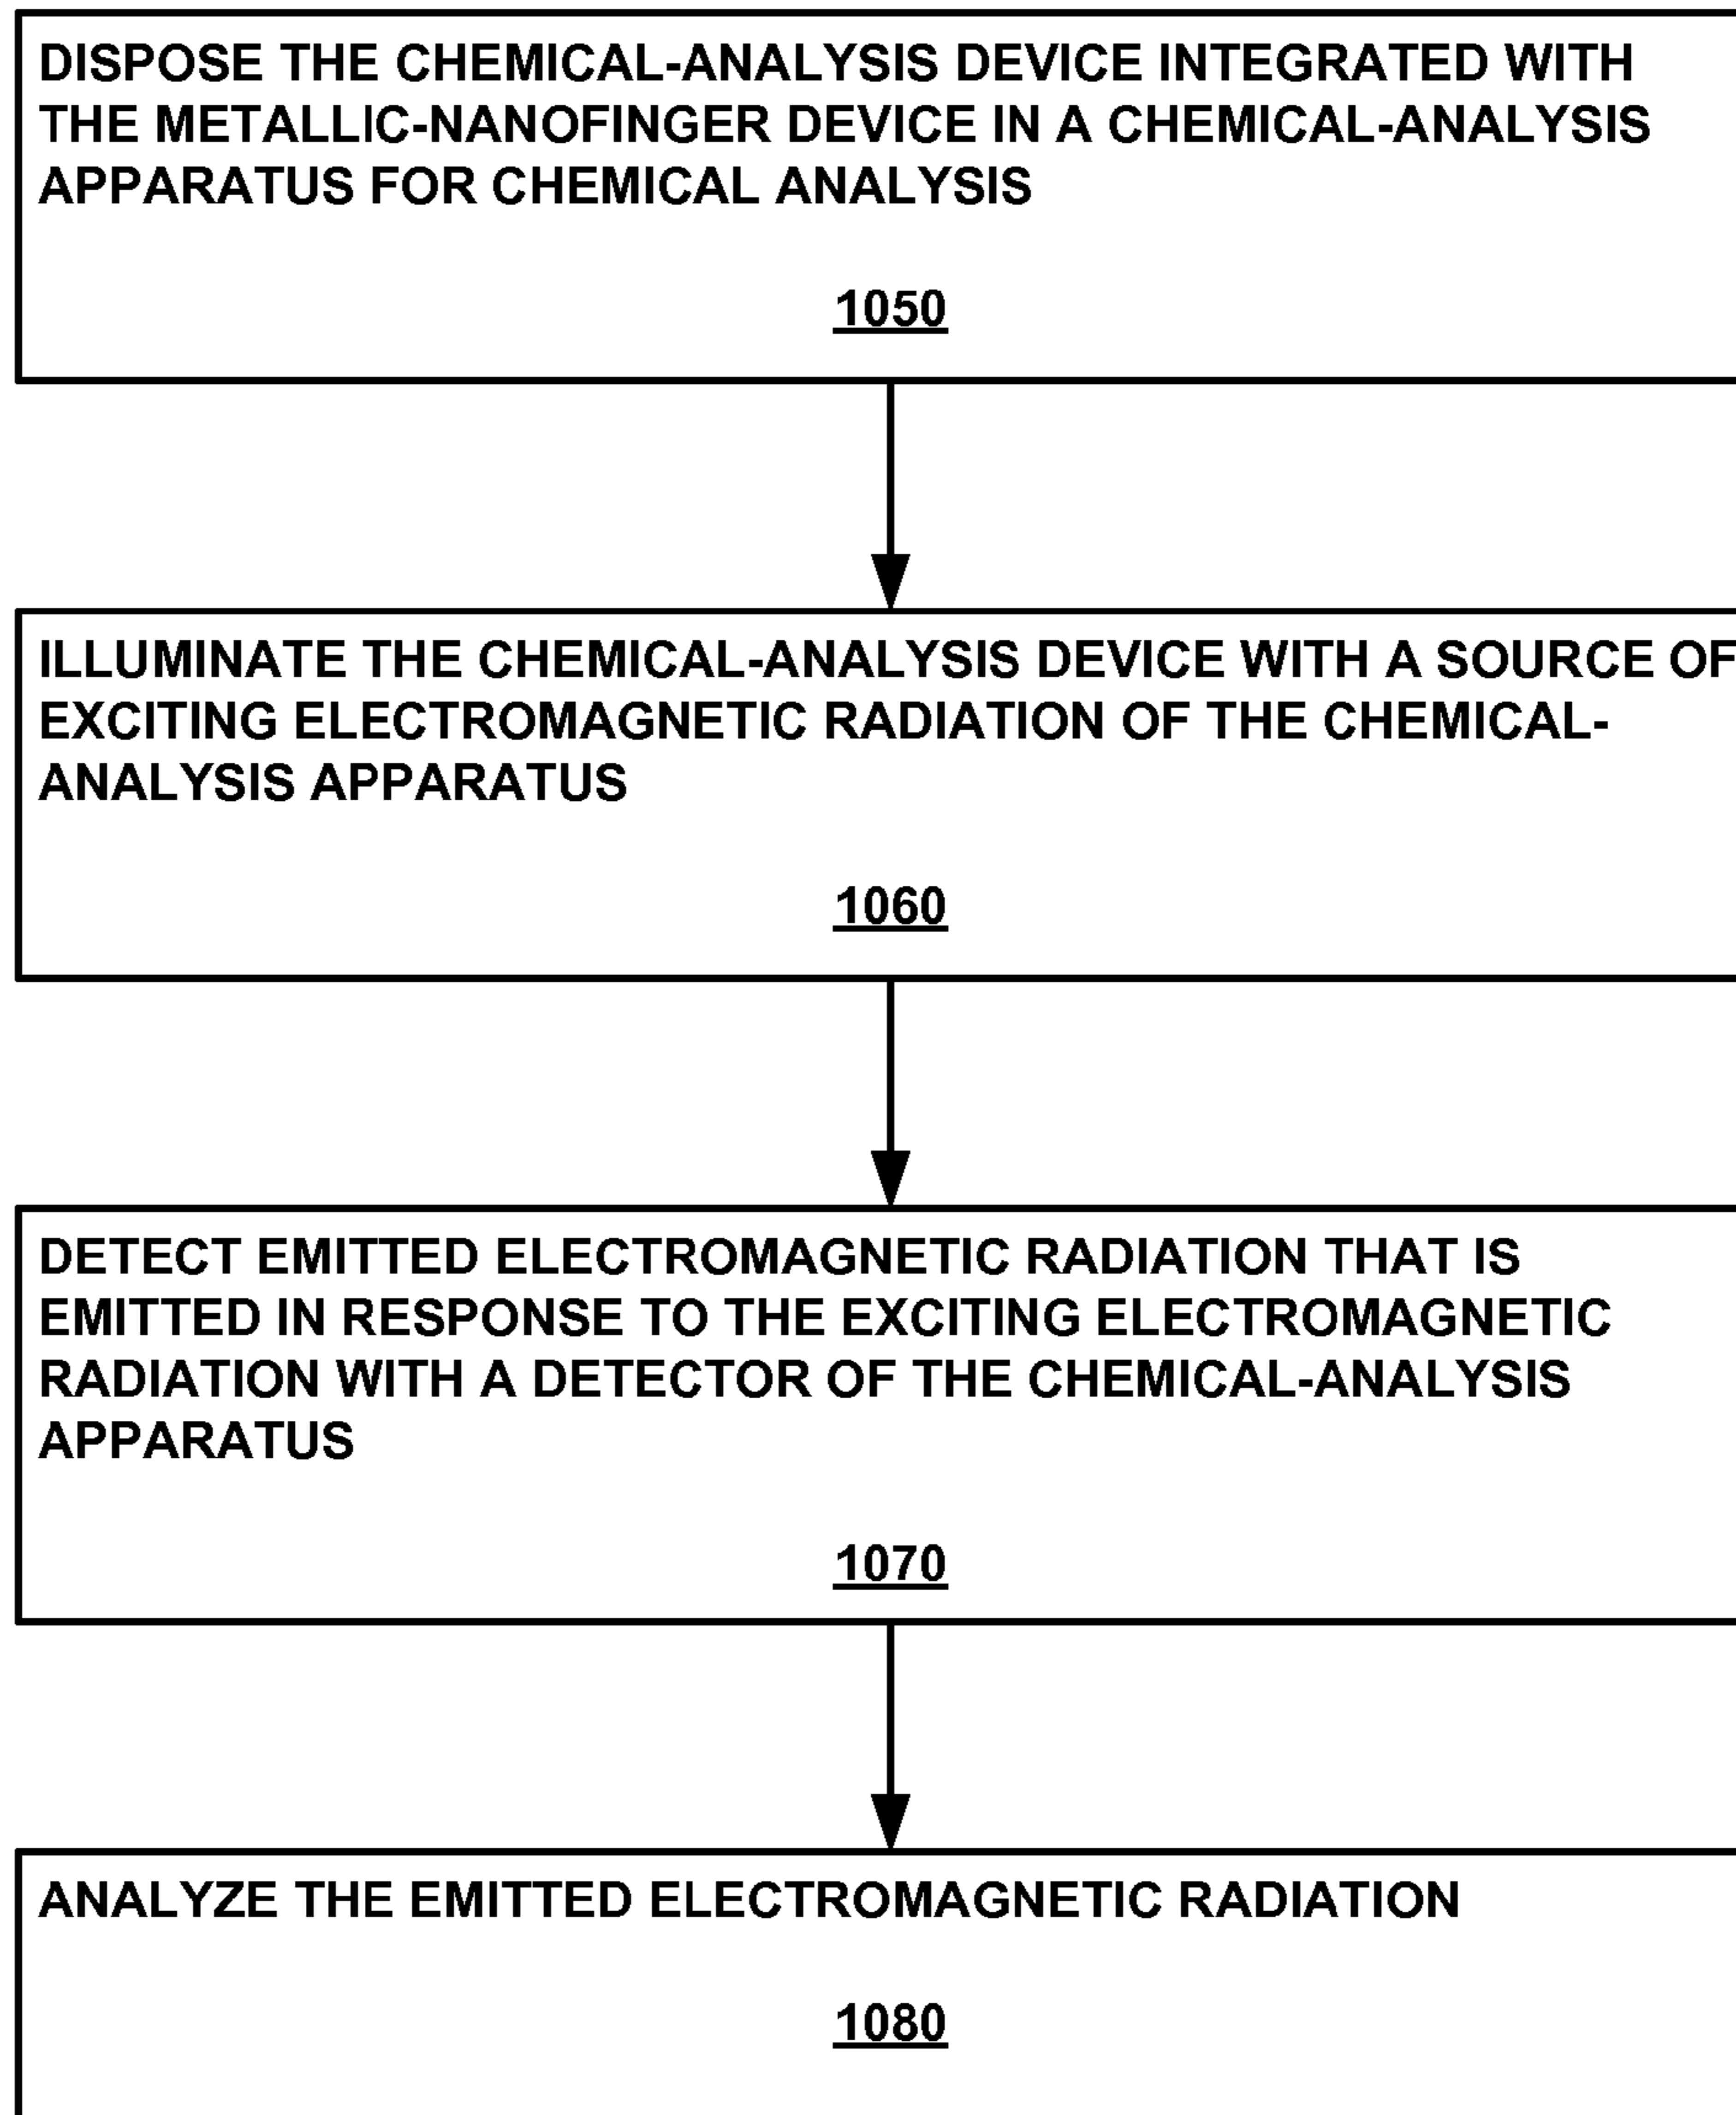 DISPOSE THE CHEMICAL-ANALYSIS DEVICE INTEGRATED WITH
THE METALLIC-NANOFINGER DEVICE IN A CHEMICAL-ANALYSIS
APPARATUS FOR CHEMICAL ANALYSIS
1050
ILLUMINATE THE CHEMICAL-ANALYSIS DEVICE WITH A SOURCE OF
EXCITING ELECTROMAGNETIC RADIATION OF THE CHEMICAL-
ANALYSIS APPARATUS
1060
DETECT EMITTED ELECTROMAGNETIC RADIATION THAT IS
EMITTED IN RESPONSE TO THE EXCITING ELECTROMAGNETIC
RADIATION WITH A DETECTOR OF THE CHEMICAL-ANALYSIS
APPARATUS
1070
ANALYZE THE EMITTED ELECTROMAGNETIC RADIATION
1080